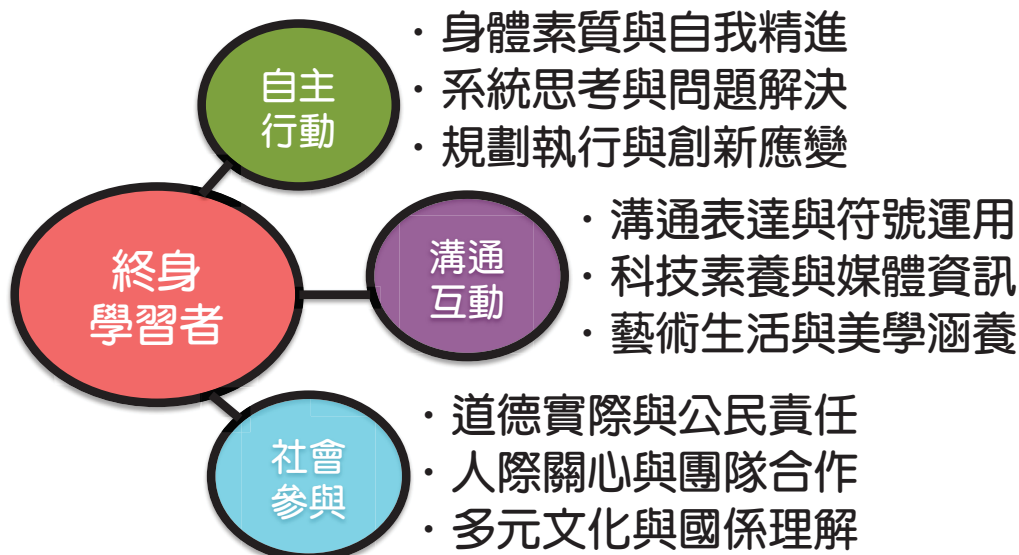 終身
學習者
自主
行動
·身體素質與自我精進
·系統思考與問題解決
·規劃執行與創新應變
溝通
互動
·溝通表達與符號運用
·科技素養與媒體資訊
·藝術生活與美學涵養
社會
參與
·道德實際與公民責任
·人際關心與團隊合作
·多元文化與國係理解